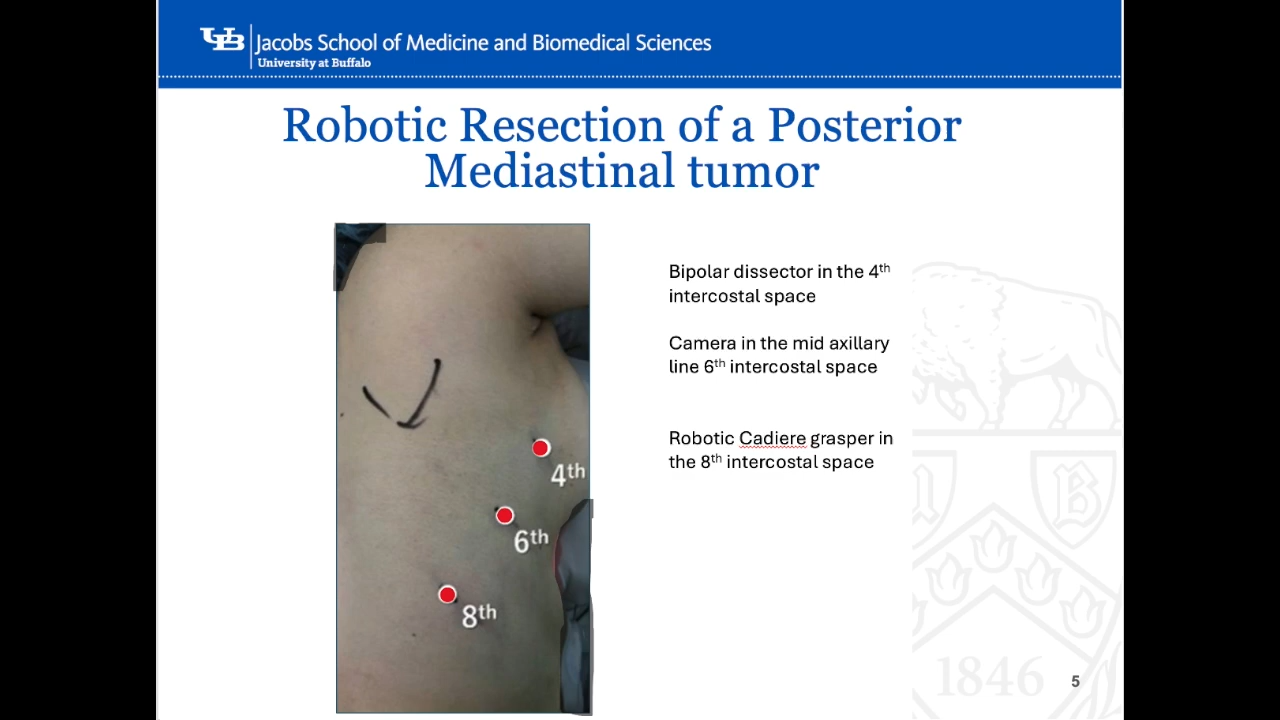 UB Jacobs School of Medicine and Biomedical Sciences
University at Buffalo
Robotic Resection of a Posterior
Mediastinal tumor
Bipolar dissector in the 4th
intercostal space
Camera in the mid axillary
line 6th intercostal space
Robotic Cadiere grasper in
the 8th intercostal space
4th
6th
8th
B
1846
5